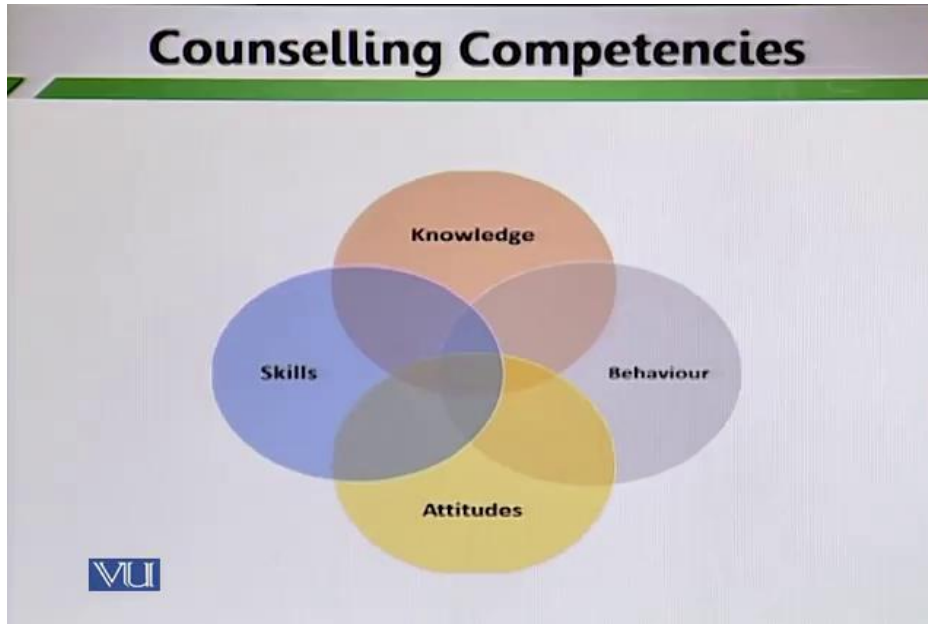 Counselling Competencies
Knowledge
Skills
Behaviour
Attitudes
VU